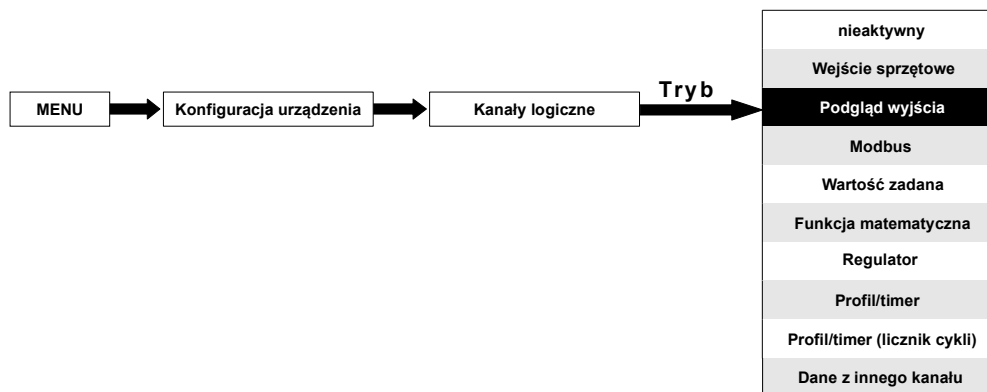 MENU
Konfiguracja urządzenia
Kanały logiczne
Tryb
nieaktywny
Wejście sprzętowe
Podgląd wyjścia
Modbus
Wartość zadana
Funkcja matematyczna
Regulator
Profil/timer
Profil/timer (licznik cykli)
Dane z innego kanału